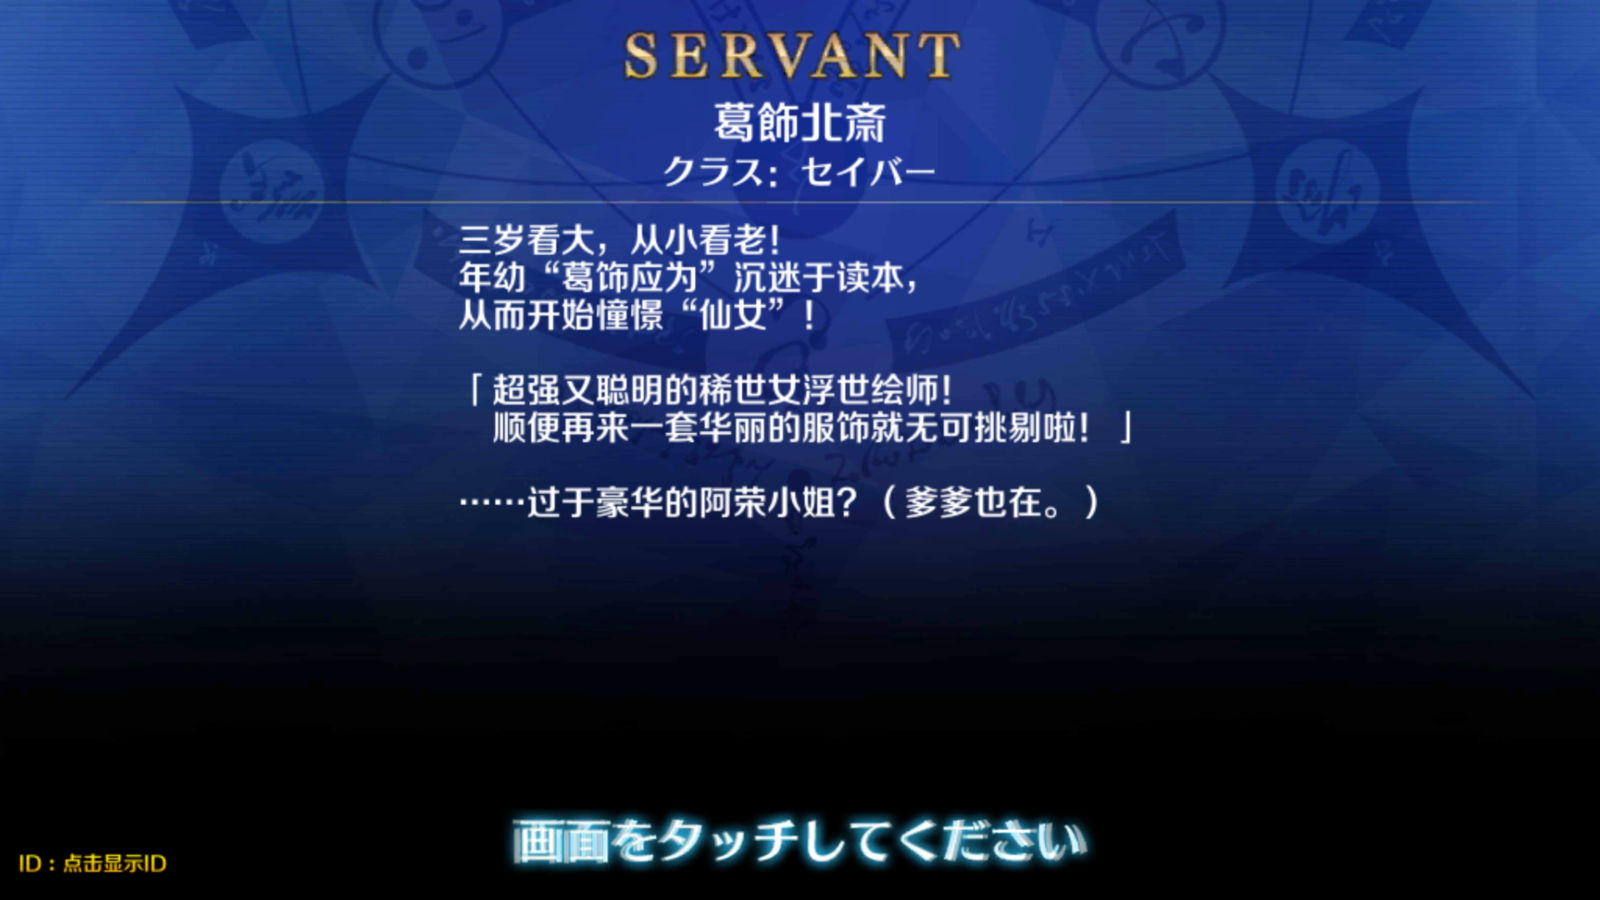 SERVANT
葛飾北斎
クラス：セイバー
三岁看大，从小看老！
年幼“葛饰应为”沉迷于读本，
从而开始憧憬“仙女”！
「超强又聪明的稀世女浮世绘师！
顺便再来一套华丽的服饰就无可挑剔啦！」
……过于豪华的阿荣小姐？（爹爹也在。）
画面をタッチしてください
ID：点击显示ID